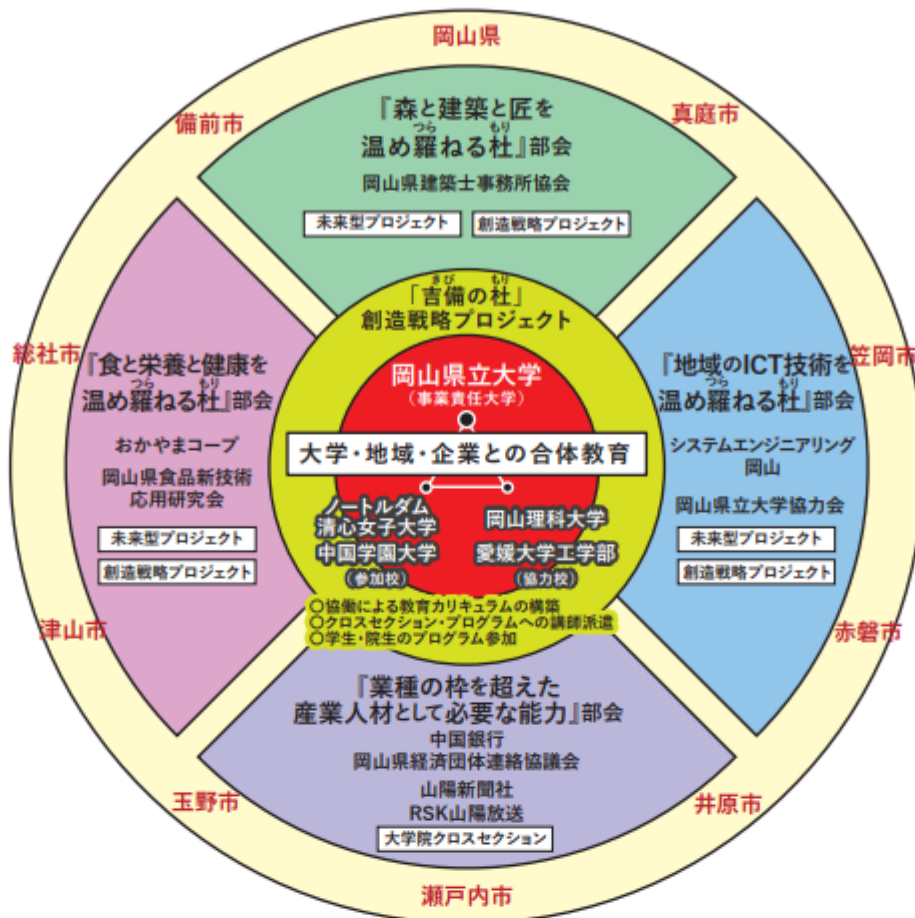 岡山県
備前市
真庭市
『森と建築と匠を
つら もり
温め羅ねる杜』部会
岡山県建築士事務所協会
未来型プロジェクト 創造戦略プロジェクト
きび もり
「吉備の杜」
創造戦略プロジェクト
総社市
笠岡市
『食と栄養と健康を
つら もり
温め羅ねる杜』部会
おかやまコープ
岡山県食品新技術
応用研究会
未来型プロジェクト
創造戦略プロジェクト
岡山県立大学
(事業責任大学)
大学・地域・企業との合体教育
ノートルダム
清心女子大学
中国学園大学
(参加校)
岡山理科大学
愛媛大学工学部
(協力校)
○協働による教育カリキュラムの構築
○クロスセクション・プログラムへの講師派遣
○学生・院生のプログラム参加
『地域のICT技術を
つら もり
温め羅ねる杜』部会
システムエンジニアリング
岡山
岡山県立大学協力会
未来型プロジェクト
創造戦略プロジェクト
津山市
赤磐市
『業種の枠を超えた
産業人材として必要な能力』部会
中国銀行
岡山県経済団体連絡協議会
山陽新聞社
RSK山陽放送
大学院クロスセクション
玉野市
井原市
瀬戸内市